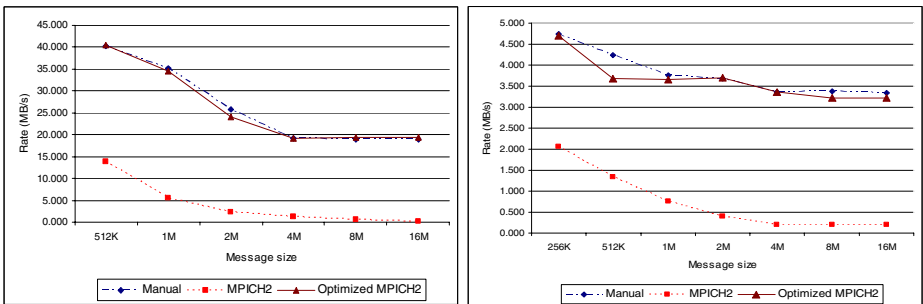 45.000
40.000
35.000
30.000
25.000
20.000
15.000
10.000
5.000
0.000
Rate (MB/s)
512K 1M 2M 4M 8M 16M
Message size
Manual MPICH2 Optimized MPICH2
5.000
4.500
4.000
3.500
3.000
2.500
2.000
1.500
1.000
0.500
0.000
Rate (MB/s)
256K 512K 1M 2M 4M 8M 16M
Message size
Manual MPICH2 Optimized MPICH2